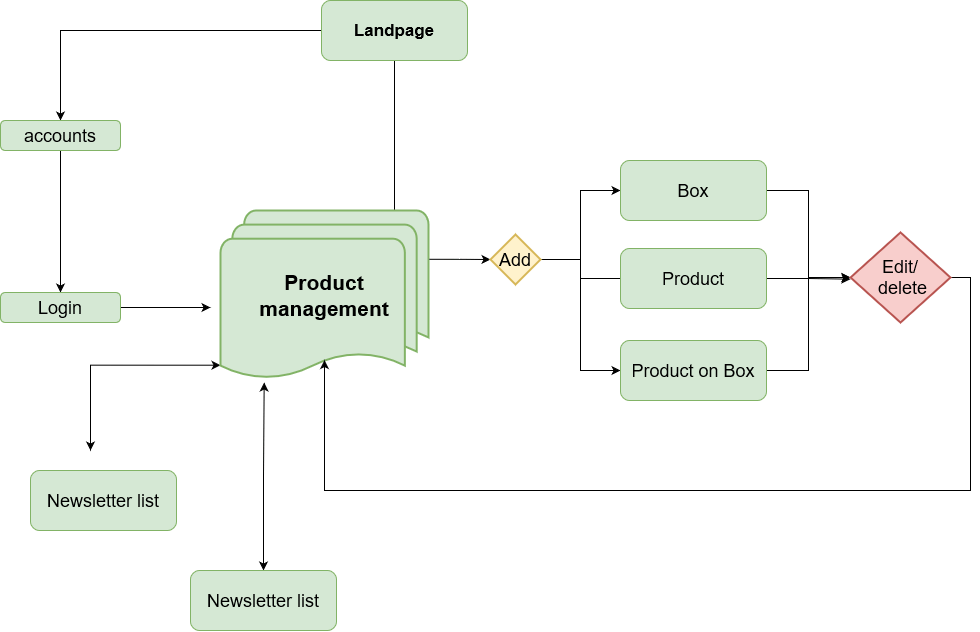 Landpage
accounts
Login
Product
management
Add
Box
Product
Product on Box
Edit/
delete
Newsletter list
Newsletter list